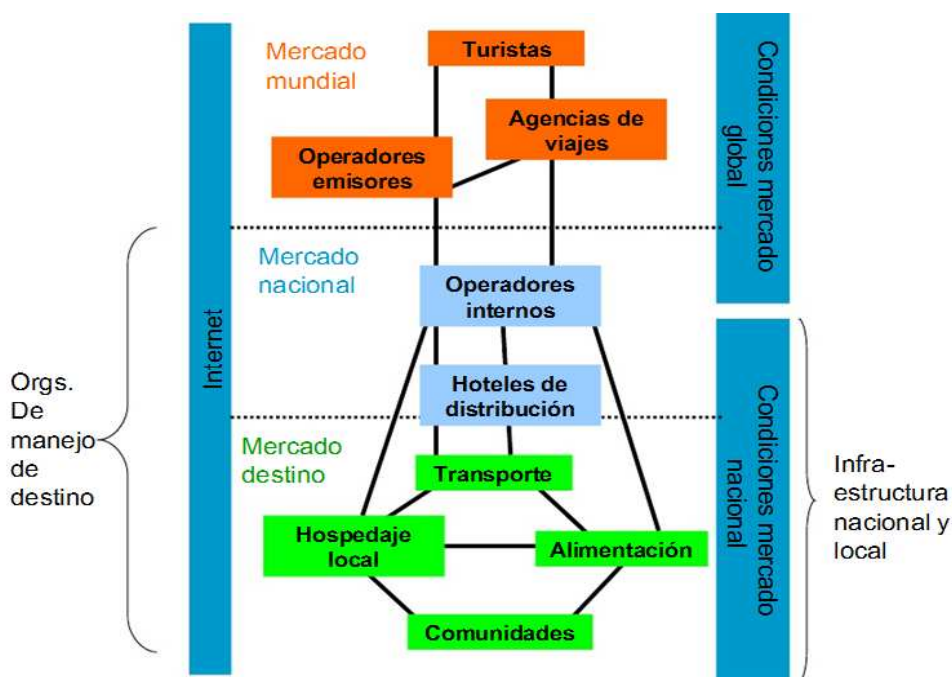 Mercado
mundial
Turistas
Agencias de
viajes
Operadores
emisores
Condiciones mercado
global
Mercado
nacional
Operadores
internos
Internet
Hoteles de
distribución
Orgs.
De
manejo
de
destino
Mercado
destino
Transporte
Hospedaje
local
Alimentación
Comunidades
Condiciones mercado
nacional
Infra-
estructura
nacional y
local